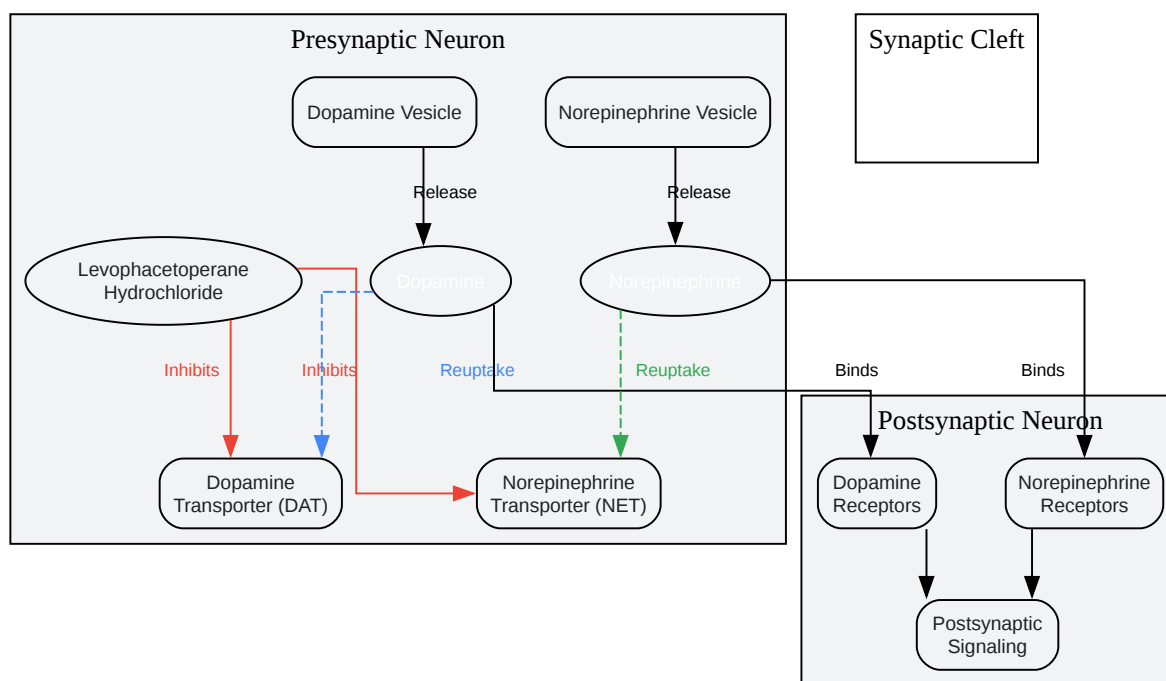 Presynaptic Neuron
Synaptic Cleft
Dopamine Vesicle
Norepinephrine Vesicle
Release
Release
Levophacetoperane
Hydrochloride
Dopamine
Norepinephrine
Inhibits
Inhibits
Reuptake
Reuptake
Binds
Binds
Postsynaptic Neuron
Dopamine
Transporter (DAT)
Norepinephrine
Transporter (NET)
Dopamine
Receptors
Norepinephrine
Receptors
Postsynaptic
Signaling